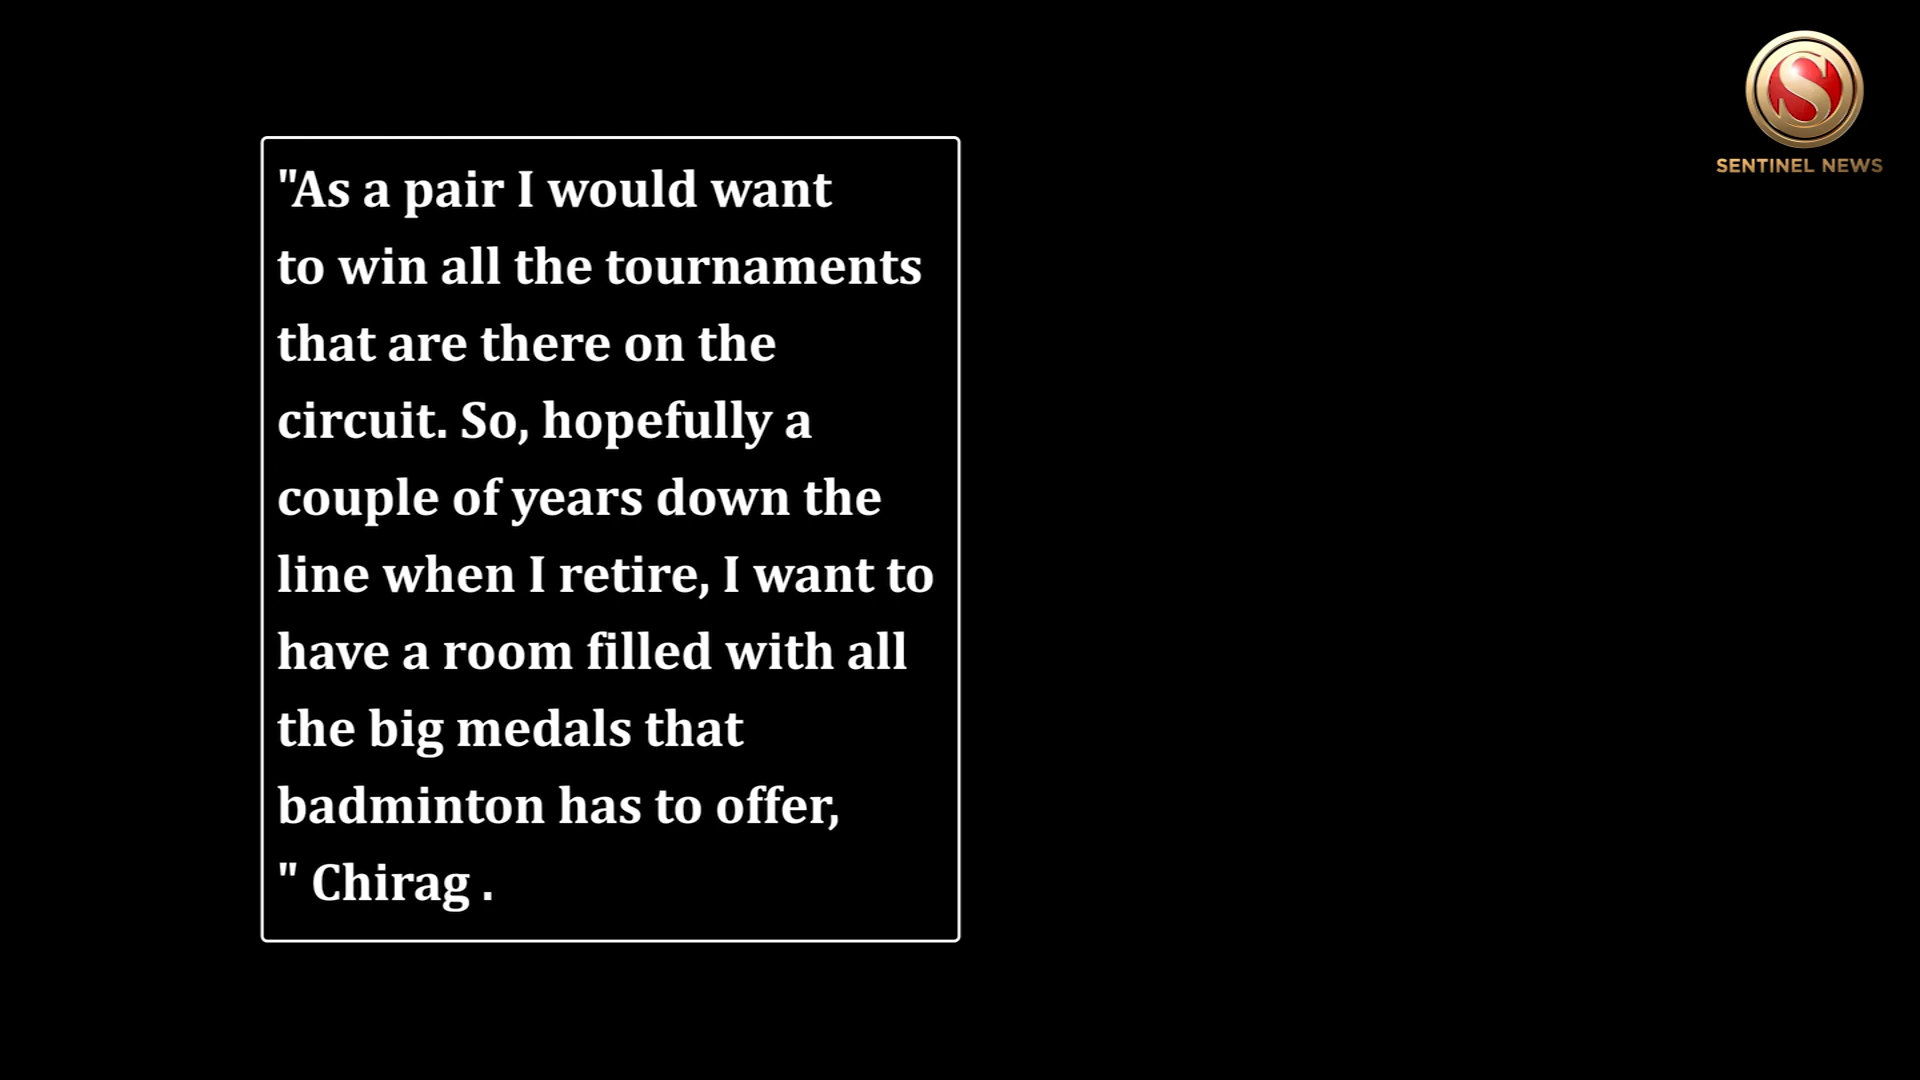 SENTINEL NEWS
"As a pair I would want
to win all the tournaments
that are there on the
circuit. So, hopefully a
couple of years down the
line when I retire, I want to
have a room filled with all
the big medals that
badminton has to offer,
" Chirag .